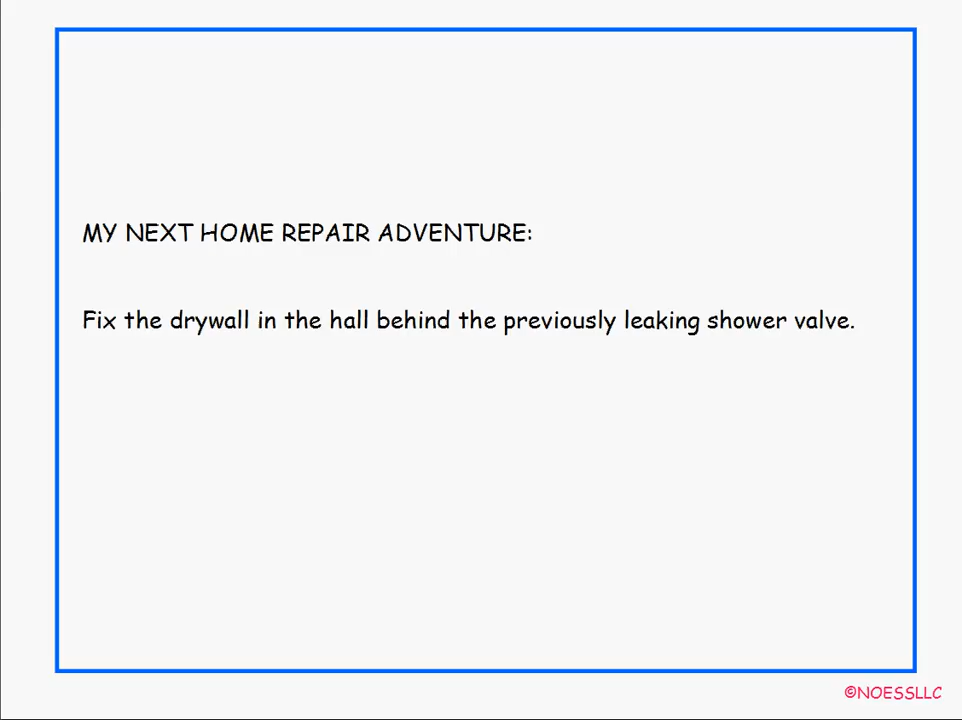 MY NEXT HOME REPAIR ADVENTURE:
Fix the drywall in the hall behind the previously leaking shower valve.
©NOESSLLC